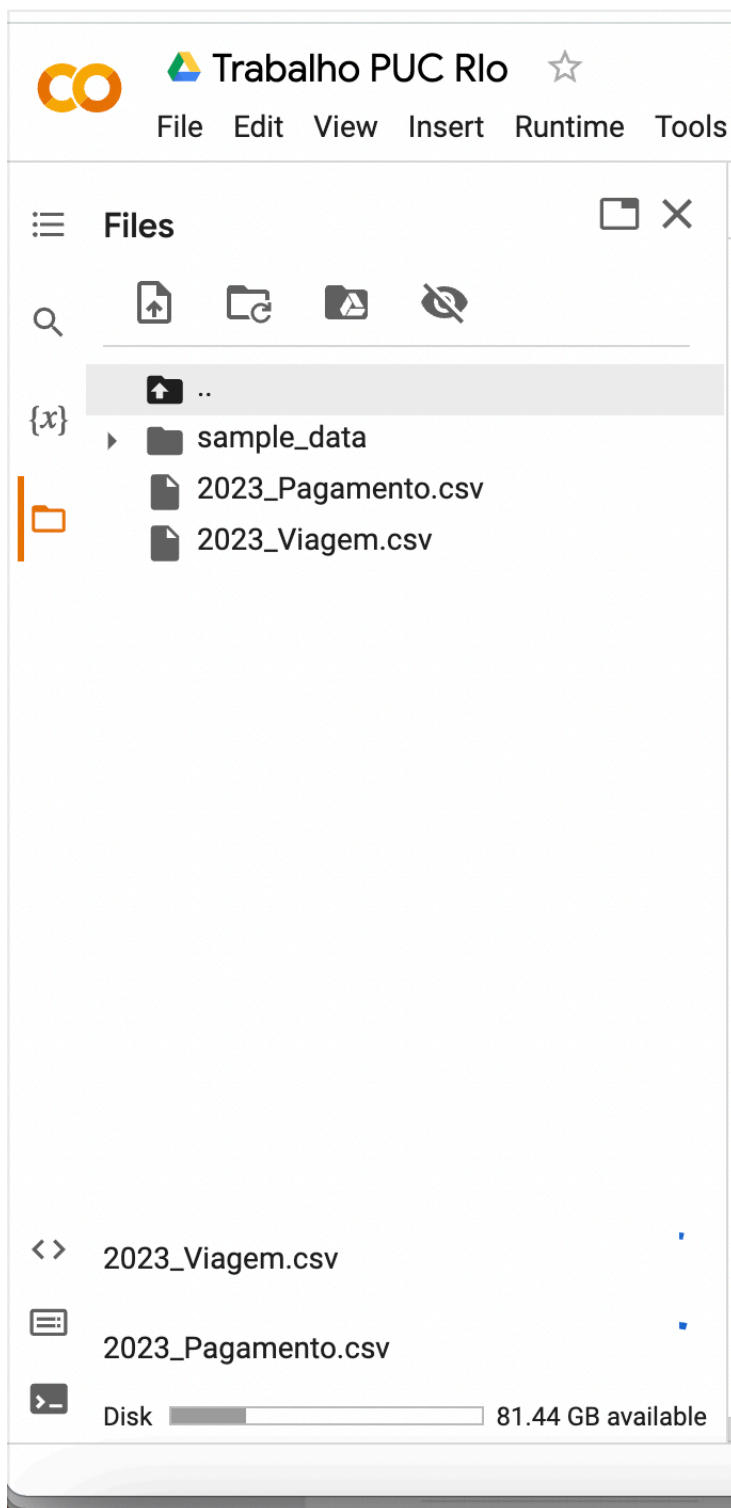 Trabalho PUC RIo
File Edit View Insert Runtime Tools
Files
..
{x}
sample_data
2023_Pagamento.csv
2023_Viagem.csv
2023_Viagem.csv
2023_Pagamento.csv
Disk 81.44 GB available